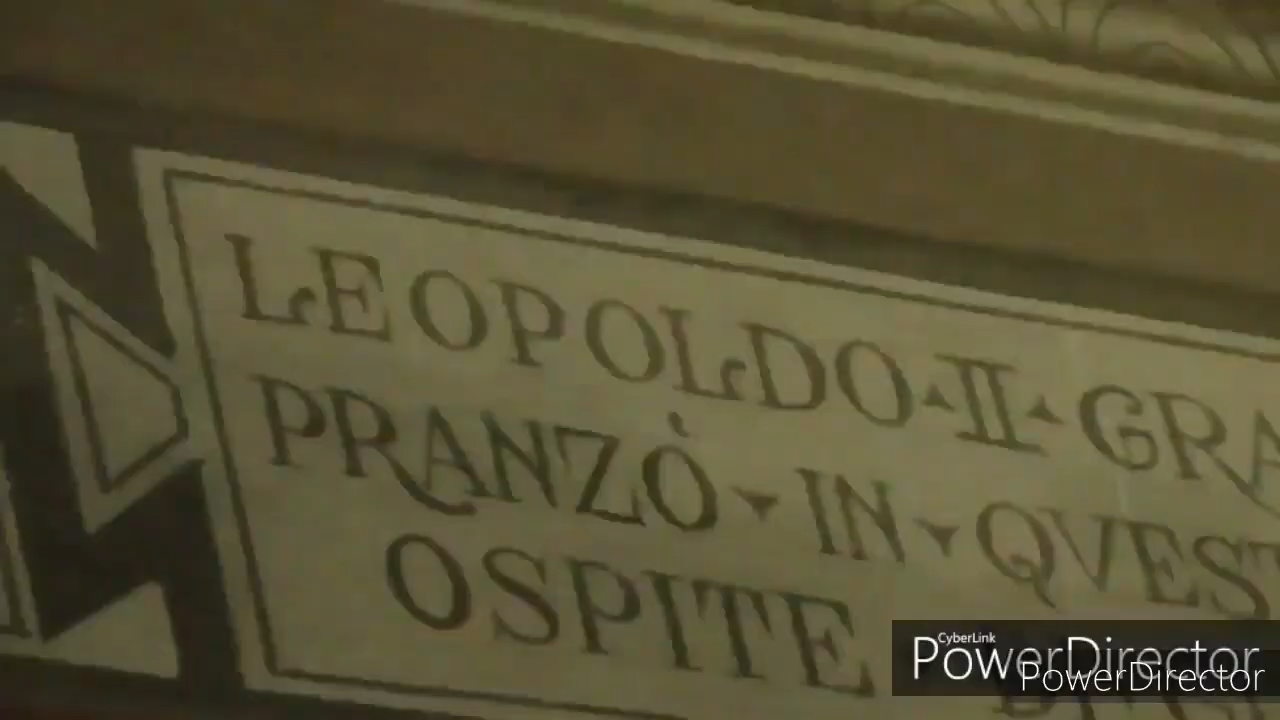 LEOPOLDO II GRA
PRANZÒ IN QVEST
OSPITE
CyberLink
PowerDirector
PowerDirector